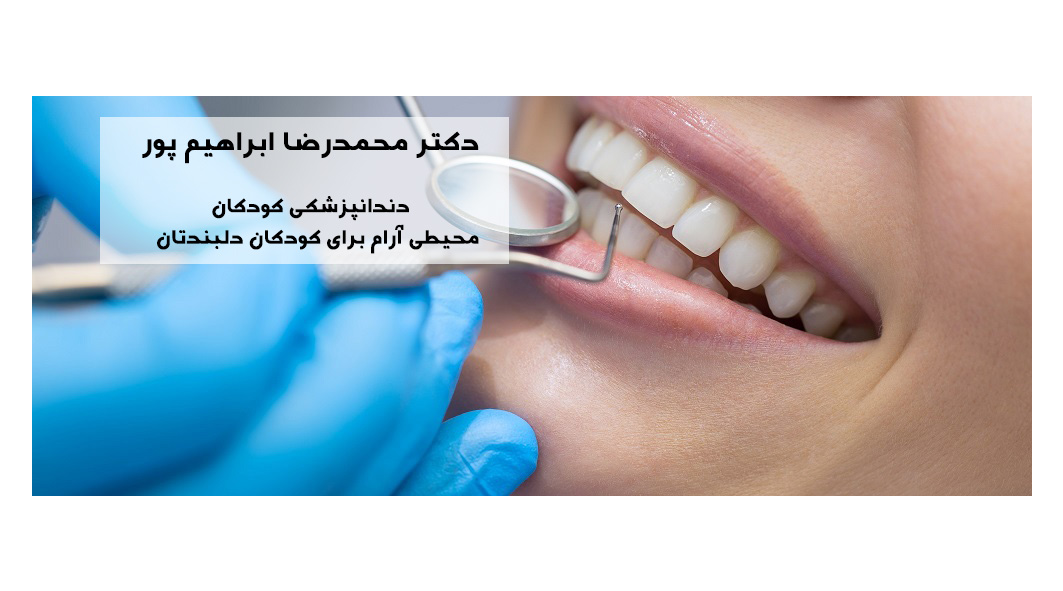 دکتر محمدرضا ابراهیم پور
دندانپزشکی کودکان
محیطی آرام برای کودکان دلبندتان